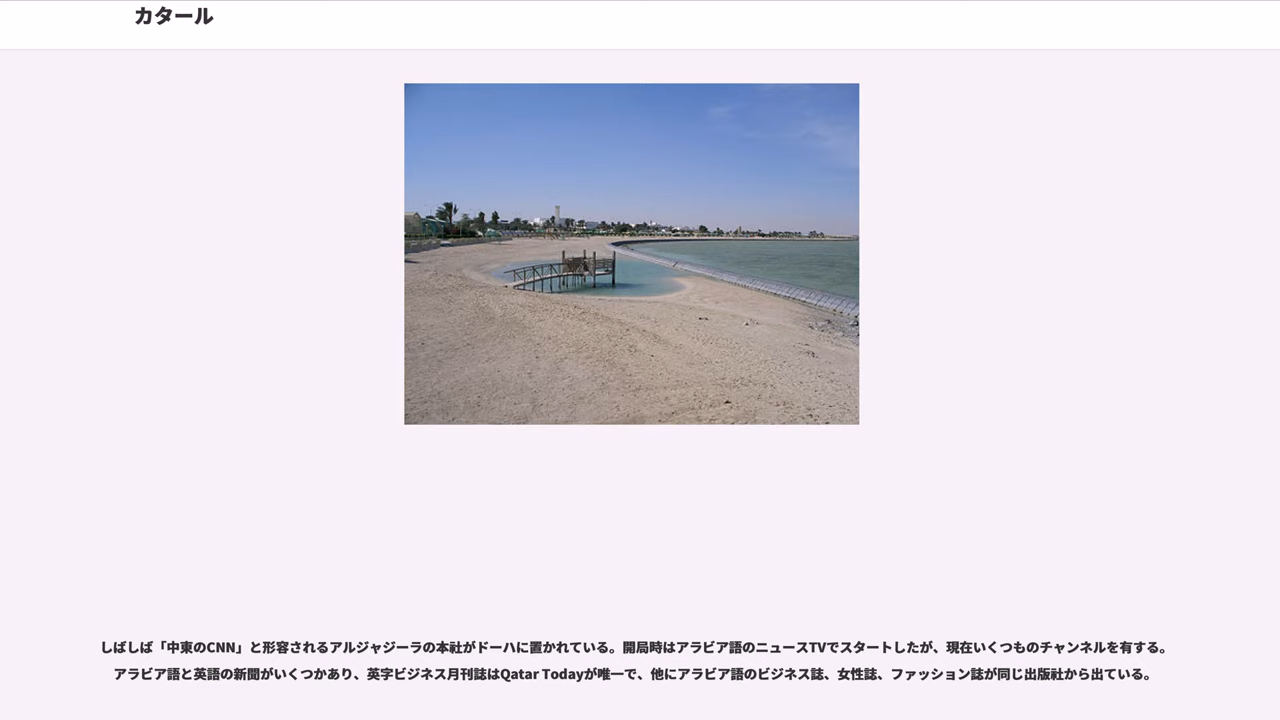 カタール
しばしば「中東のCNN」と形容されるアルジャジーラの本社がドーハに置かれている。開局時はアラビア語のニュースTVでスタートしたが、現在いくつものチャンネルを有する。
アラビア語と英語の新聞がいくつかあり、英字ビジネス月刊誌はQatar Todayが唯一で、他にアラビア語のビジネス誌、女性誌、ファッション誌が同じ出版社から出ている。